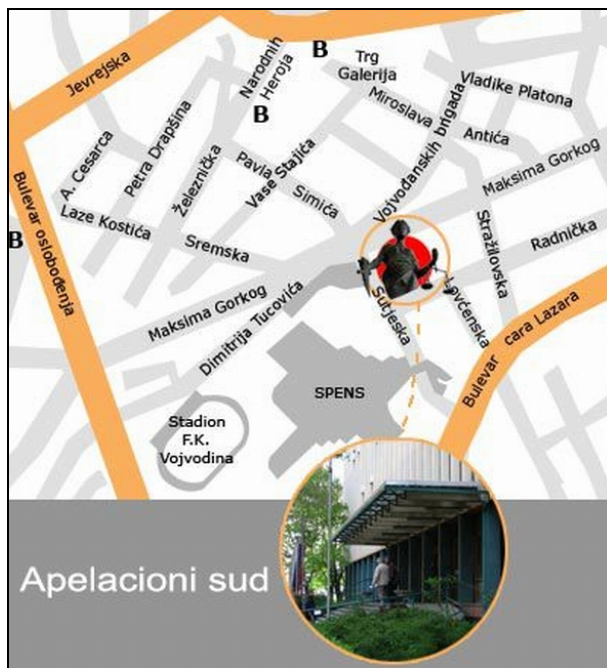 Jevrejska
Narodnih
Heroja
B
B
Trg
Galerija
Vladike Platona
Miroslava
Antića
A. Cesarca
Petra Drapšina
Železnička
Pavla
Simića
Vase Stajića
Vojvođanskih brigada
Maksima Gorkog
Bulevar oslobođenja
B
Laze Kostića
Sremska
Stražilovska
Radnička
Maksima Gorkog
Dimitrija Tucovića
Sutjeska
Lovćenska
Bulevar cara Lazara
SPENS
Stadion
F.K.
Vojvodina
Apelacioni sud